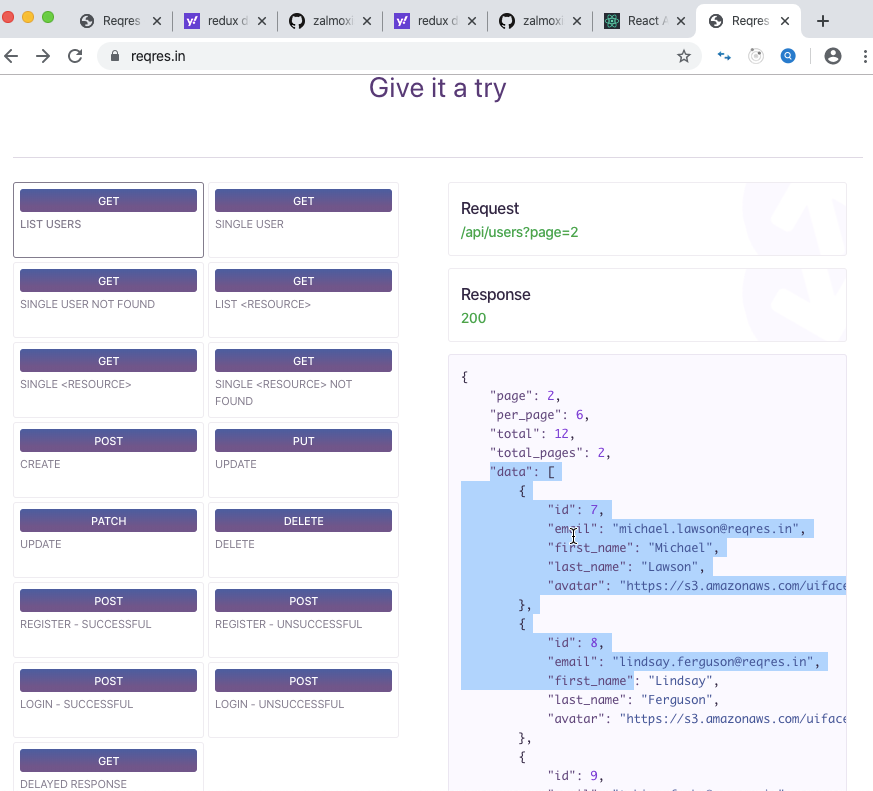 Reqres
redux d
zalmoxi
redux d
zalmoxi
React A
Reqres
reqres.in
Give it a try
GET
LIST USERS
GET
SINGLE USER
GET
SINGLE USER NOT FOUND
GET
LIST <RESOURCE>
GET
SINGLE <RESOURCE>
GET
SINGLE <RESOURCE> NOT
FOUND
POST
CREATE
PUT
UPDATE
PATCH
UPDATE
DELETE
DELETE
POST
REGISTER - SUCCESSFUL
POST
REGISTER - UNSUCCESSFUL
POST
LOGIN - SUCCESSFUL
POST
LOGIN - UNSUCCESSFUL
GET
DELAYED RESPONSE
Request
/api/users?page=2
Response
200
{
"page": 2,
"per_page": 6,
"total": 12,
"total_pages": 2,
"data": [
{
"id": 7,
"email": "michael.lawson@reqres.in",
"first_name": "Michael",
"last_name": "Lawson",
"avatar": "https://s3.amazonaws.com/uiface
},
{
"id": 8,
"email": "lindsay.ferguson@reqres.in",
"first_name": "Lindsay",
"last_name": "Ferguson",
"avatar": "https://s3.amazonaws.com/uiface
},
{
"id": 9,